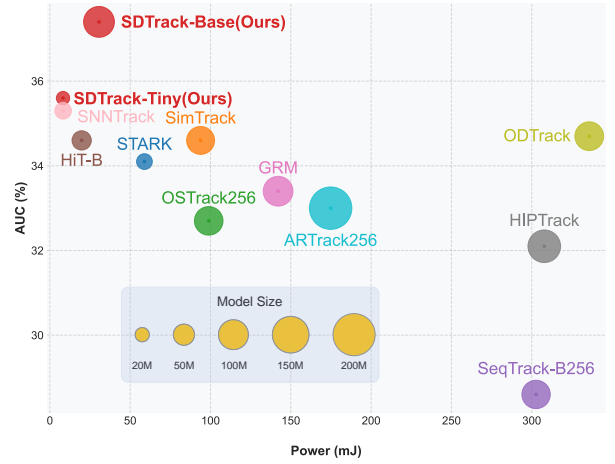 SDTrack-Base(Ours)
36
SDTrack-Tiny(Ours)
SNNTrack
SimTrack
ODTrack
HiT-B
STARK
34
GRM
OSTrack256
ARTrack256
HIPTrack
AUC (%)
32
Model Size
30
20M 50M 100M 150M 200M
SeqTrack-B256
0 50 100 150 200 250 300
Power (mJ)